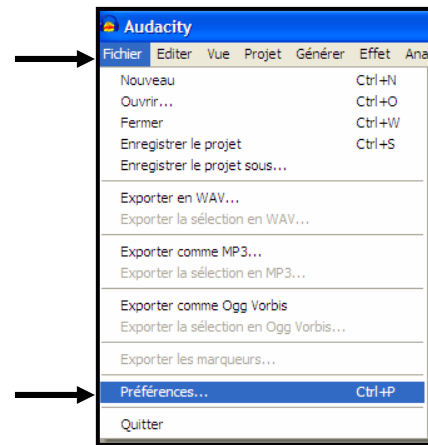 Audacity
Fichier Editer Vue Projet Générer Effet Ana
Nouveau Ctrl+N
Ouvrir... Ctrl+O
Fermer Ctrl+W
Enregistrer le projet Ctrl+S
Enregistrer le projet sous...
Exporter en WAV...
Exporter la sélection en WAV...
Exporter comme MP3...
Exporter la sélection en MP3...
Exporter comme Ogg Vorbis
Exporter la sélection en Ogg Vorbis...
Exporter les marqueurs...
Préférences... Ctrl+P
Quitter